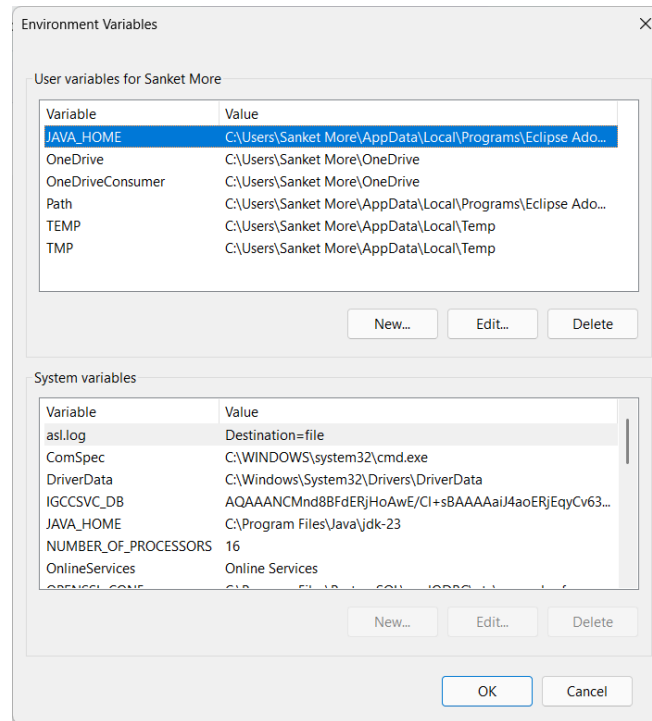 Environment Variables
User variables for Sanket More
Variable Value
JAVA_HOME C:\Users\Sanket More\AppData\Local\Programs\Eclipse Ado...
OneDrive C:\Users\Sanket More\OneDrive
OneDriveConsumer C:\Users\Sanket More\OneDrive
Path C:\Users\Sanket More\AppData\Local\Programs\Eclipse Ado...
TEMP C:\Users\Sanket More\AppData\Local\Temp
TMP C:\Users\Sanket More\AppData\Local\Temp
New... Edit... Delete
System variables
Variable Value
asl.log Destination=file
ComSpec C:\WINDOWS\system32\cmd.exe
DriverData C:\Windows\System32\Drivers\DriverData
IGCCSVC_DB AQAAANCMnd8BFdERjHoAwE/Cl+sBAAAAaiJ4aoERjEqyCv63...
JAVA_HOME C:\Program Files\Java\jdk-23
NUMBER_OF_PROCESSORS 16
OnlineServices Online Services
New... Edit... Delete
OK Cancel